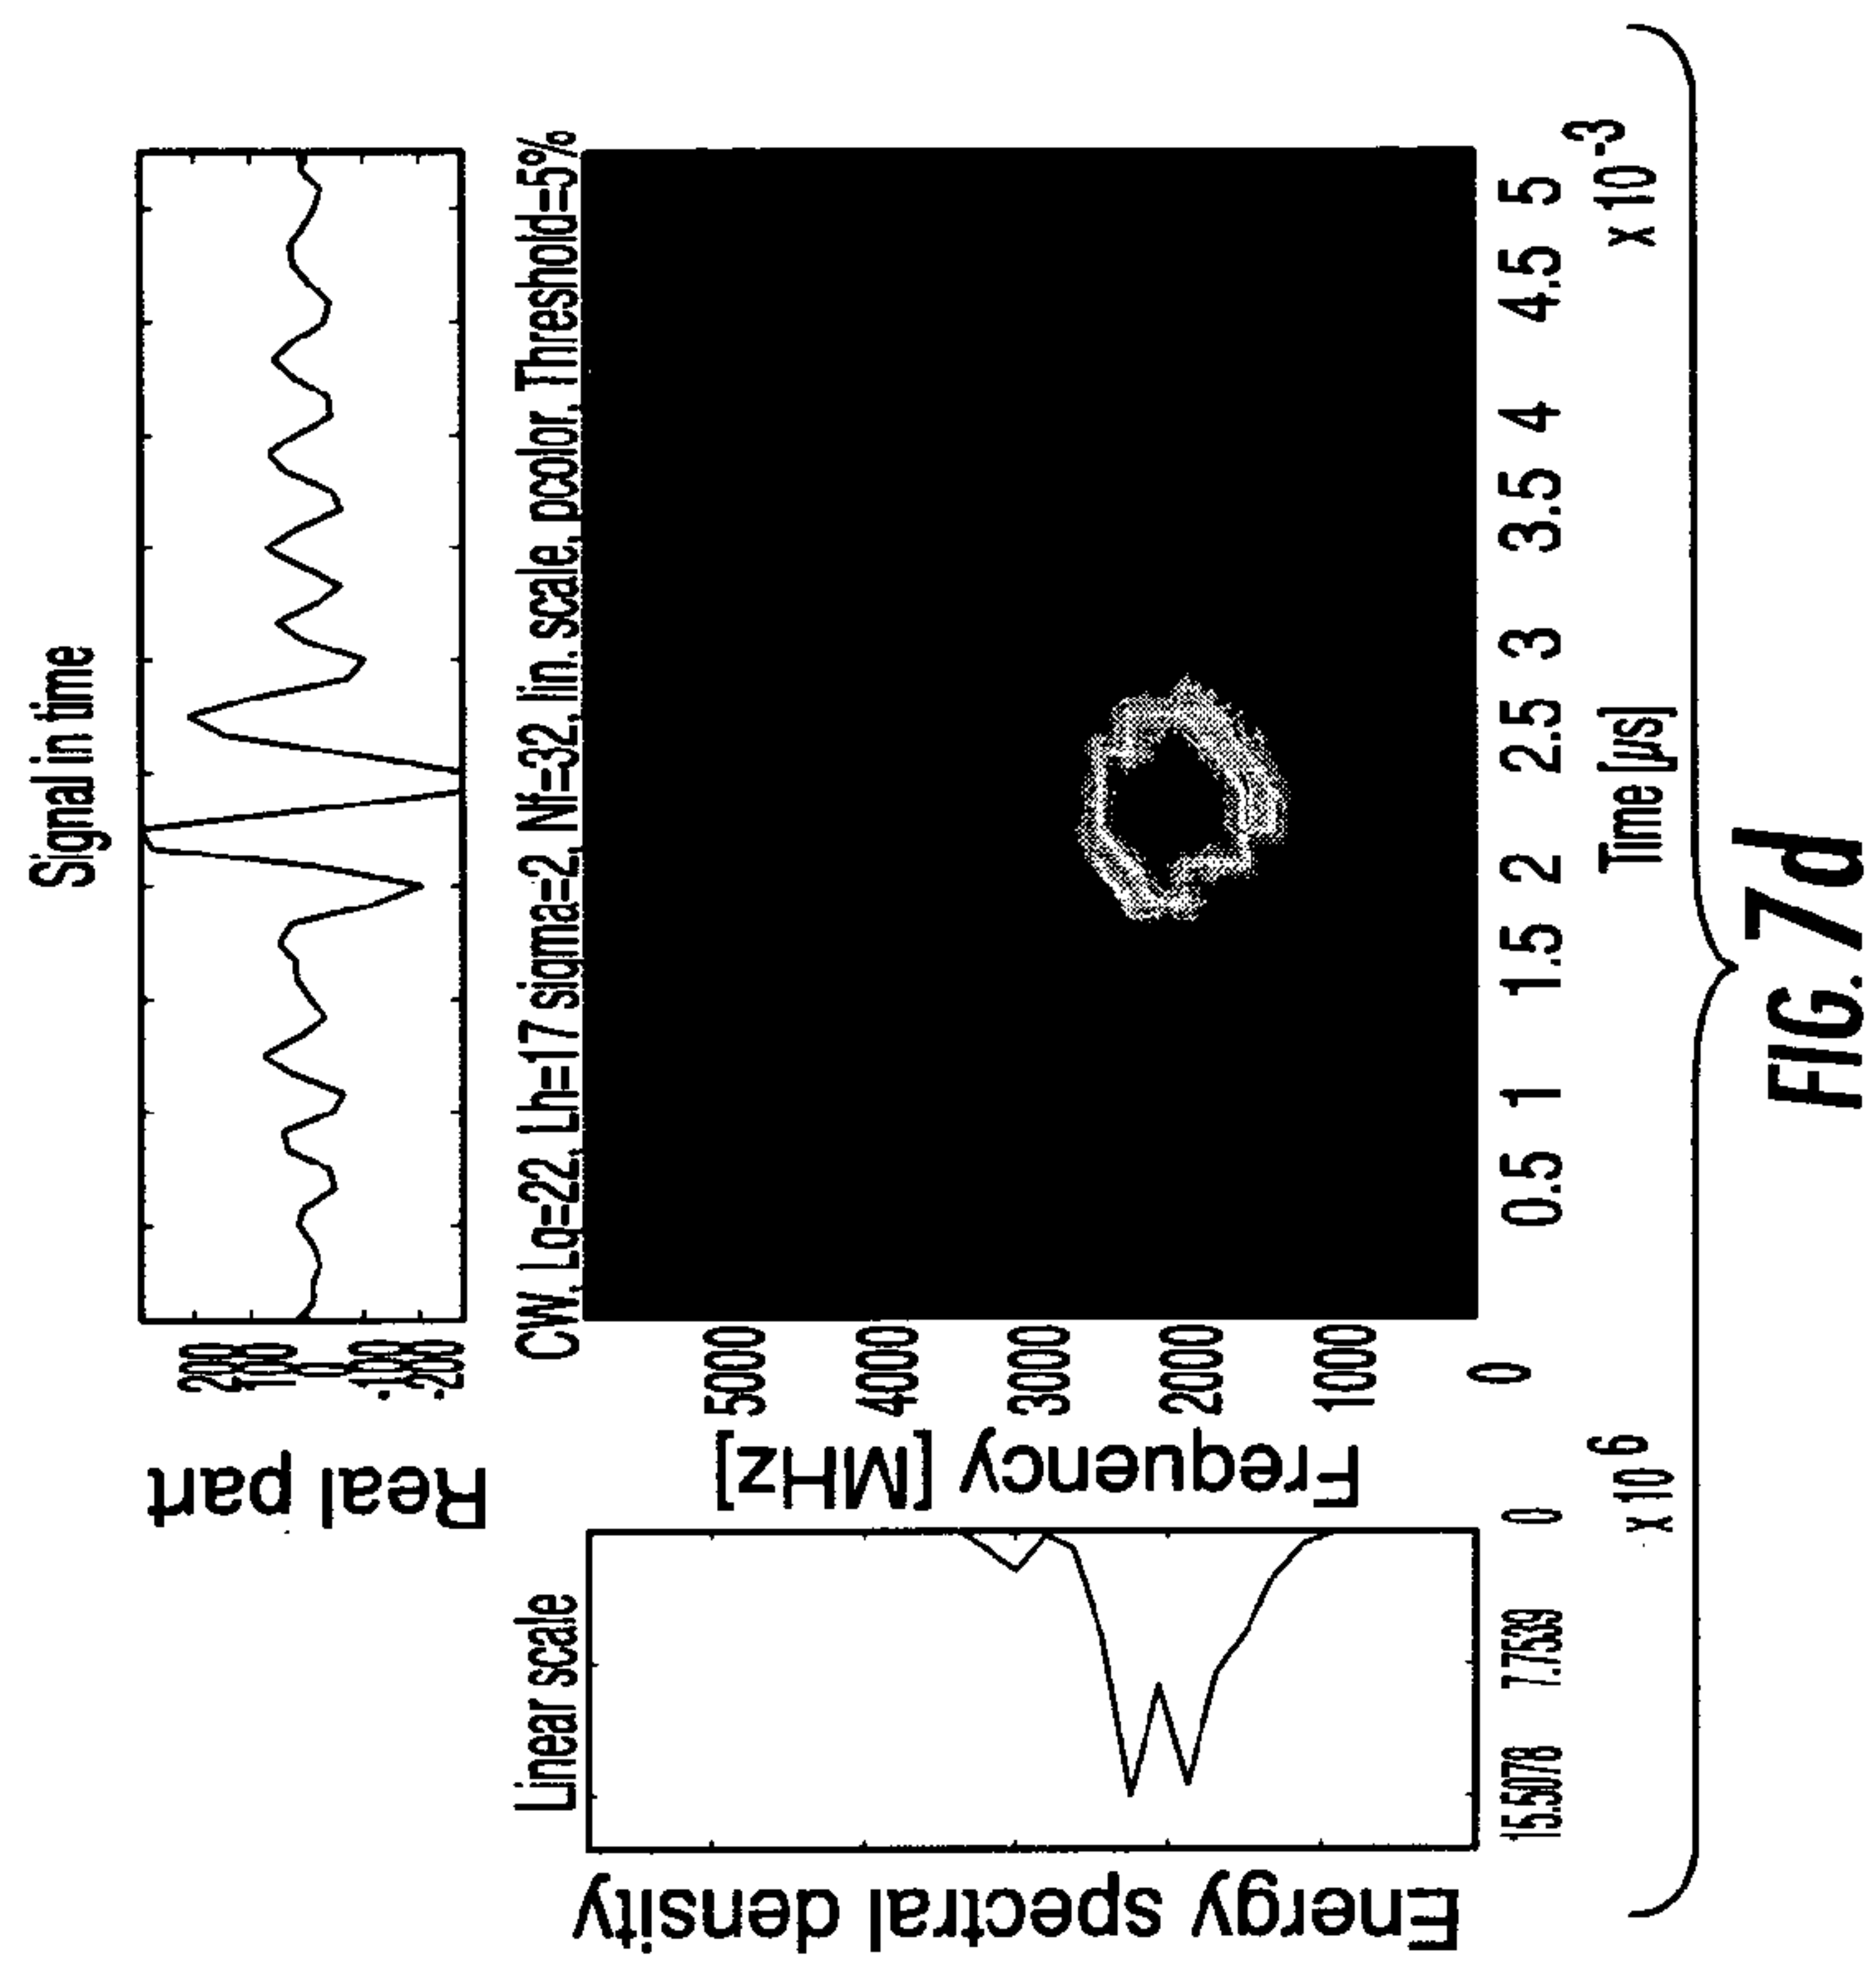 Signal in time
Real part
200
100
0
-100
-200
CW, Lg=22, Lh=17 sigma=2, Nf=32, lin. scale, pcolor, Threshold=5%
Linear scale
Energy spectral density
Frequency [MHz]
5000
4000
3000
2000
1000
0
15.5078 7.7539 0
x 10⁶
0.5 1 1.5 2 2.5 3 3.5 4 4.5 5
x 10⁻³
Time [µs]
FIG. 7d